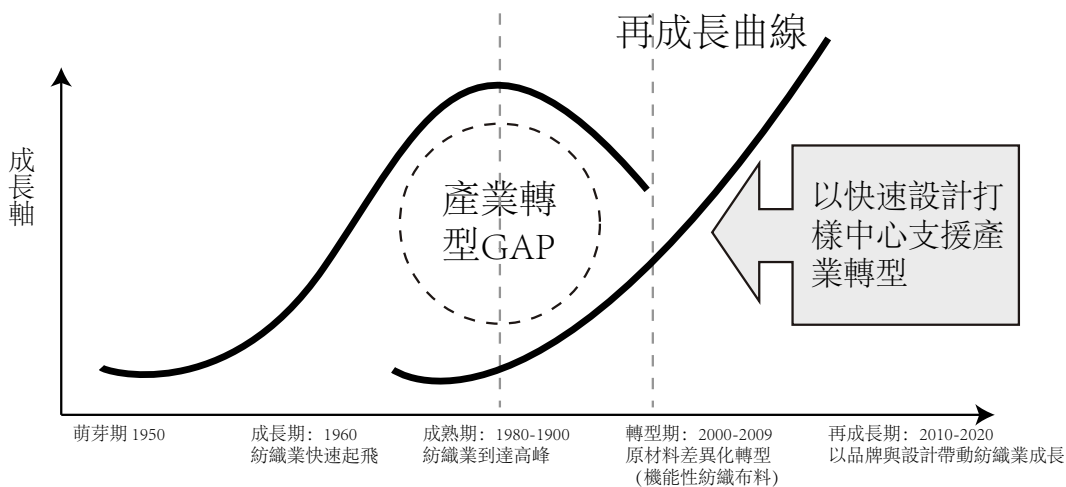 再成長曲線
成長軸
產業轉
型GAP
以快速設計打
樣中心支援產
業轉型
萌芽期 1950
成長期：1960
紡織業快速起飛
成熟期：1980-1900
紡織業到達高峰
轉型期：2000-2009
原材料差異化轉型
（機能性紡織布料）
再成長期：2010-2020
以品牌與設計帶動紡織業成長